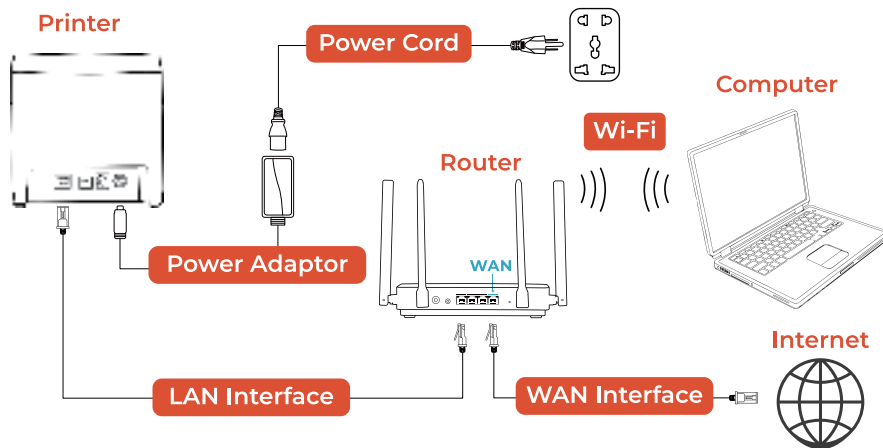 Printer
Power Cord
Computer
Wi-Fi
Router
Power Adaptor
WAN
Internet
LAN Interface
WAN Interface